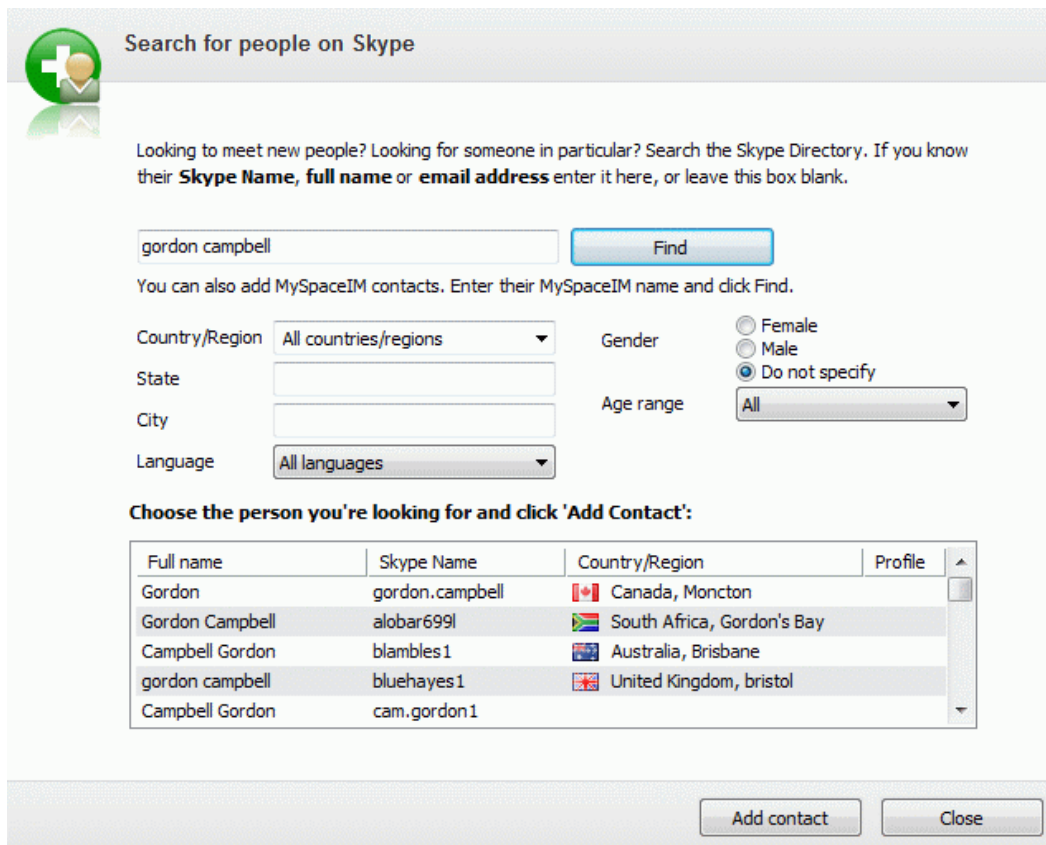 Search for people on Skype
Looking to meet new people? Looking for someone in particular? Search the Skype Directory. If you know
their Skype Name, full name or email address enter it here, or leave this box blank.
gordon campbell Find
You can also add MySpaceIM contacts. Enter their MySpaceIM name and click Find.
Country/Region All countries/regions
State
City
Language All languages
Gender
Female
Male
Do not specify
Age range All
Choose the person you're looking for and click 'Add Contact':
Full name Skype Name Country/Region Profile
Gordon gordon.campbell Canada, Moncton
Gordon Campbell alobar699l South Africa, Gordon's Bay
Campbell Gordon blambles1 Australia, Brisbane
gordon campbell bluehayes1 United Kingdom, bristol
Campbell Gordon cam.gordon1
Add contact Close